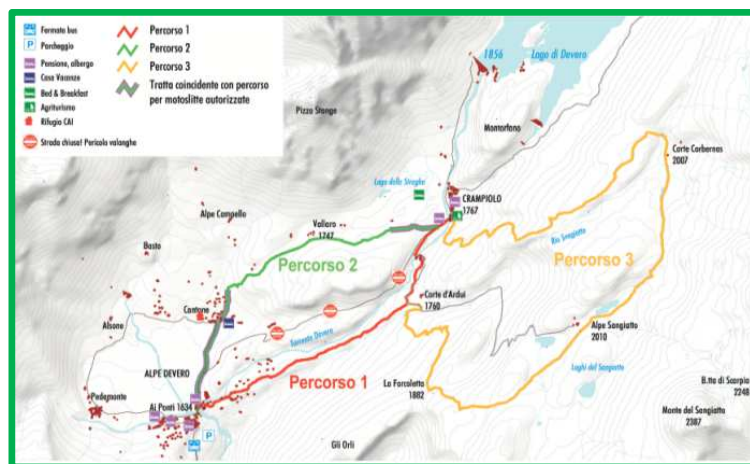 Fermata bus
P
Parcheggio
Pensione, albergo
Casa Vacanze
Bed & Breakfast
Agriturismo
Rifugio CAI
Strada chiusa! Pericolo valanghe
Percorso 1
Percorso 2
Percorso 3
Tratta coincidente con percorso
per motoslitte autorizzate
1856
Lago di Devero
Pizzo Stange
Montorfano
Corte Corbernas
2007
Lago delle Streghe
CRAMPIOLO
1767
Alpe Campello
Vallaro
1747
Rio Sangiatto
Busto
Percorso 2
Percorso 3
Cantone
Corte d'Ardui
1760
Alsone
Torrente Devero
Alpe Sangiatto
2010
ALPE DEVERO
Percorso 1
Laghi del Sangiatto
La Forcoletta
1882
B.tta di Scarpia
2248
Pedemonte
Ai Ponti 1634
Monte del Sangiatto
2387
P
Gli Orli